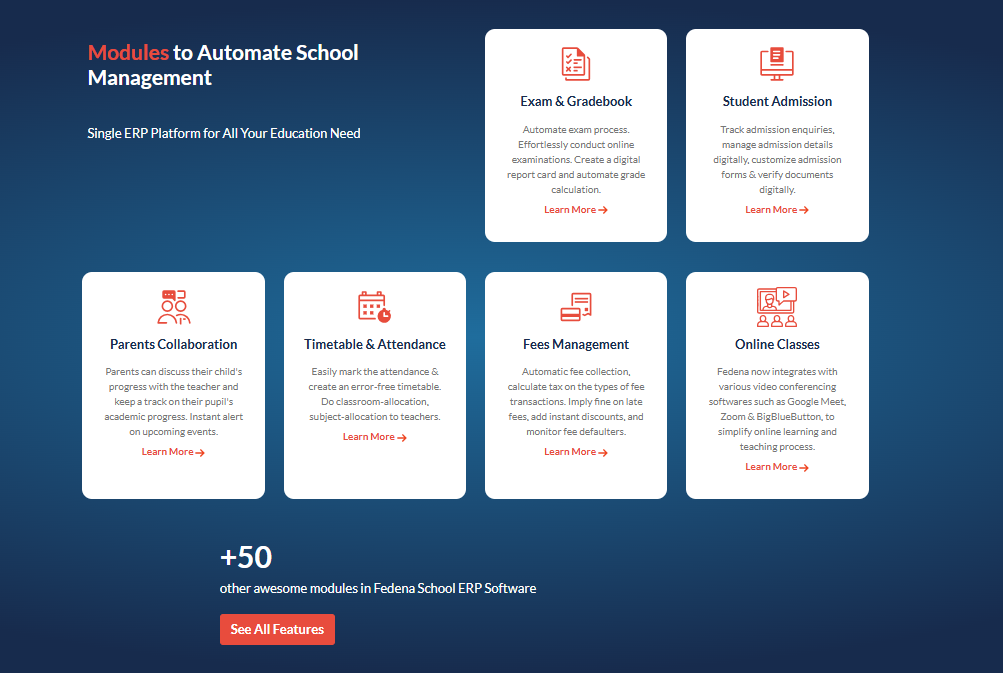 Modules to Automate School
Management
Single ERP Platform for All Your Education Need
Exam & Gradebook
Automate exam process.
Effortlessly conduct online
examinations. Create a digital
report card and automate grade
calculation.
Learn More
Student Admission
Track admission enquiries,
manage admission details
digitally, customize admission
forms & verify documents
digitally.
Learn More
Parents Collaboration
Parents can discuss their child's
progress with the teacher and
keep a track on their pupil's
academic progress. Instant alert
on upcoming events.
Learn More
Timetable & Attendance
Easily mark the attendance &
create an error-free timetable.
Do classroom-allocation,
subject-allocation to teachers.
Learn More
Fees Management
Automatic fee collection,
calculate tax on the types of fee
transactions. Imply fine on late
fees, add instant discounts, and
monitor fee defaulters.
Learn More
Online Classes
Fedena now integrates with
various video conferencing
softwares such as Google Meet,
Zoom & BigBlueButton, to
simplify online learning and
teaching process.
Learn More
+50
other awesome modules in Fedena School ERP Software
See All Features